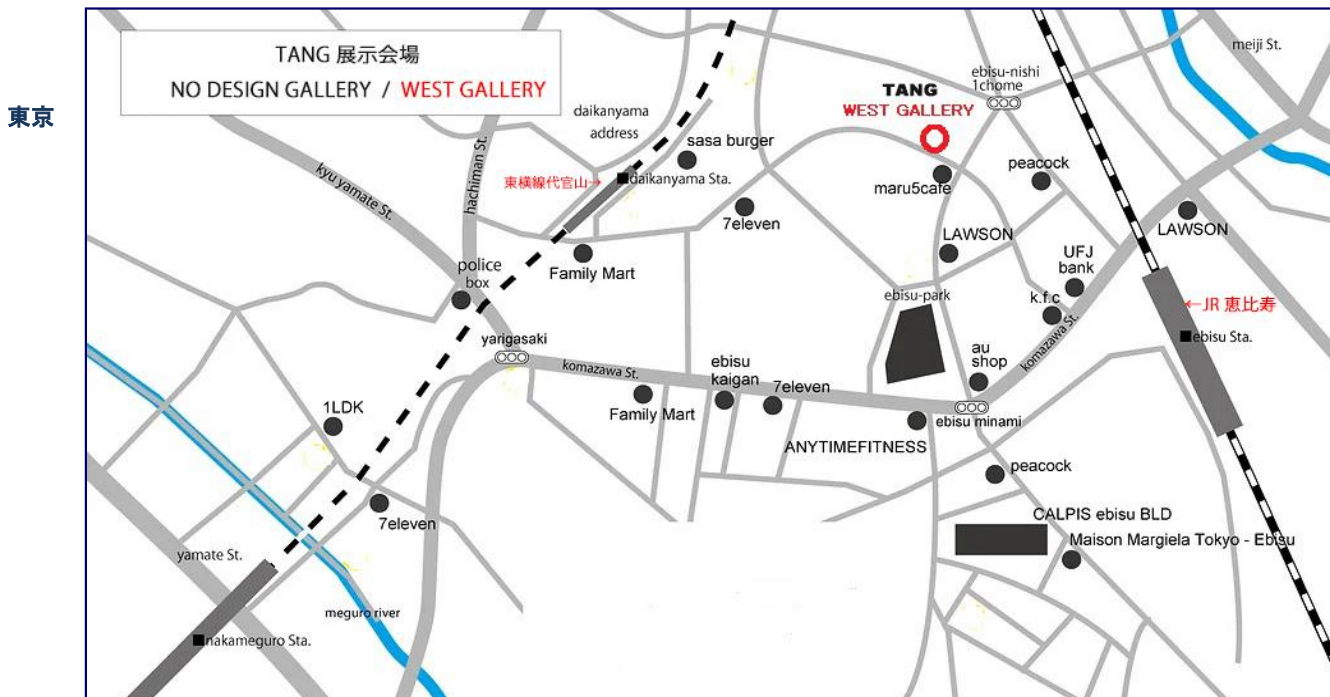 東京
TANG 展示会場
NO DESIGN GALLERY / WEST GALLERY
meiji St.
ebisu-nishi
1chome
TANG
WEST GALLERY
daikanyama
address
hachiman St.
kyu yamate St.
sasa burger
東横線代官山→
daikanyama Sta.
maru5cafe
peacock
7eleven
LAWSON
LAWSON
Family Mart
police
box
UFJ
bank
ebisu-park
k.f.c
←JR 恵比寿
ebisu Sta.
yarigasaki
komazawa St.
komazawa St.
au
shop
ebisu
kaigan
7eleven
1LDK
Family Mart
ebisu minami
ANYTIMEFITNESS
peacock
7eleven
CALPIS ebisu BLD
Maison Margiela Tokyo - Ebisu
yamate St.
meguro river
nakameguro Sta.